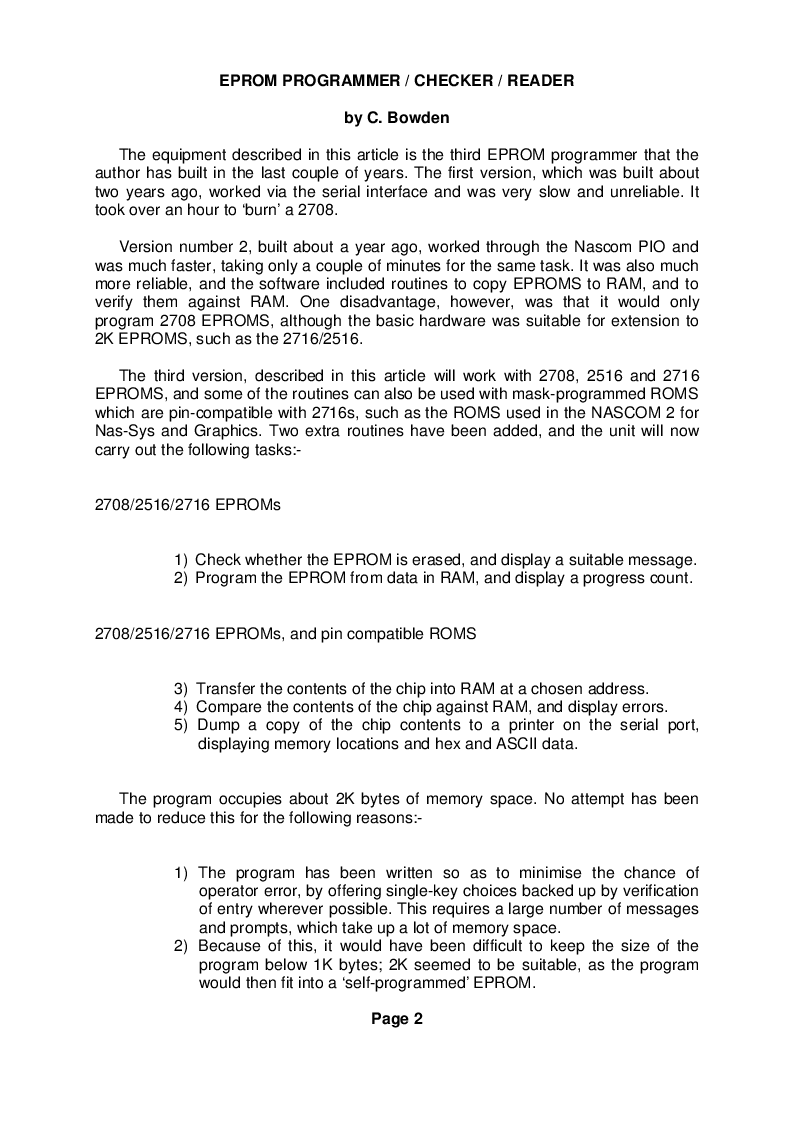 EPROM PROGRAMMER / CHECKER / READER
by C. Bowden
The equipment described in this article is the third EPROM programmer that the
author has built in the last couple of years. The first version, which was built about
two years ago, worked via the serial interface and was very slow and unreliable. It
took over an hour to ‘burn’ a 2708.
Version number 2, built about a year ago, worked through the Nascom PIO and
was much faster, taking only a couple of minutes for the same task. It was also much
more reliable, and the software included routines to copy EPROMS to RAM, and to
verify them against RAM. One disadvantage, however, was that it would only
program 2708 EPROMS, although the basic hardware was suitable for extension to
2K EPROMS, such as the 2716/2516.
The third version, described in this article will work with 2708, 2516 and 2716
EPROMS, and some of the routines can also be used with mask-programmed ROMS
which are pin-compatible with 2716s, such as the ROMS used in the NASCOM 2 for
Nas-Sys and Graphics. Two extra routines have been added, and the unit will now
carry out the following tasks:-
2708/2516/2716 EPROMs
1) Check whether the EPROM is erased, and display a suitable message.
2) Program the EPROM from data in RAM, and display a progress count.
2708/2516/2716 EPROMs, and pin compatible ROMS
3) Transfer the contents of the chip into RAM at a chosen address.
4) Compare the contents of the chip against RAM, and display errors.
5) Dump a copy of the chip contents to a printer on the serial port,
displaying memory locations and hex and ASCII data.
The program occupies about 2K bytes of memory space. No attempt has been
made to reduce this for the following reasons:-
1) The program has been written so as to minimise the chance of
operator error, by offering single-key choices backed up by verification
of entry wherever possible. This requires a large number of messages
and prompts, which take up a lot of memory space.
2) Because of this, it would have been difficult to keep the size of the
program below 1K bytes; 2K seemed to be suitable, as the program
would then fit into a ‘self-programmed’ EPROM.
Page 2